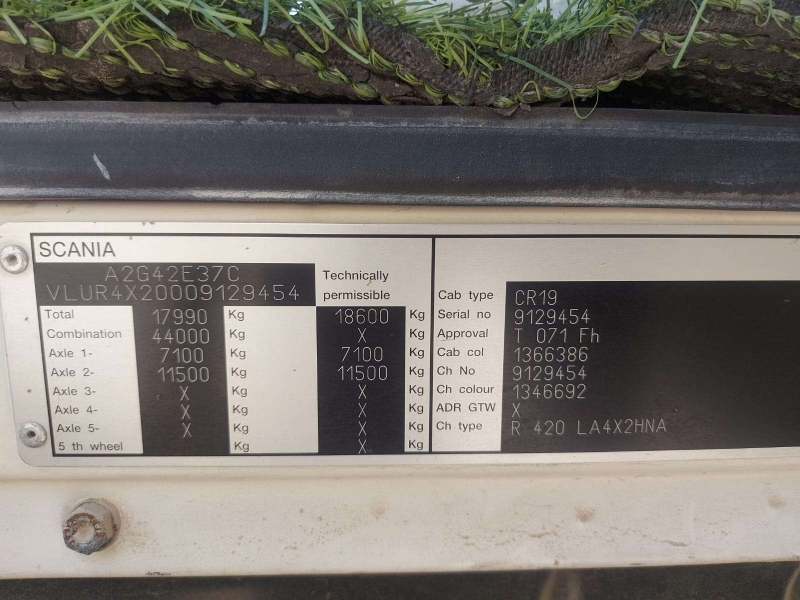 SCANIA
A2G42E37C
VLUR4X20009129454
Technically
permissible
Total 17990 Kg 18600 Kg
Combination 44000 Kg X Kg
Axle 1- 7100 Kg 7100 Kg
Axle 2- 11500 Kg 11500 Kg
Axle 3- X Kg X Kg
Axle 4- X Kg X Kg
Axle 5- X Kg X Kg
5 th wheel Kg X Kg
Cab type CR19
Serial no 9129454
Approval T 071 Fh
Cab col 1366386
Ch No 9129454
Ch colour 1346692
ADR GTW X
Ch type R 420 LA4X2HNA